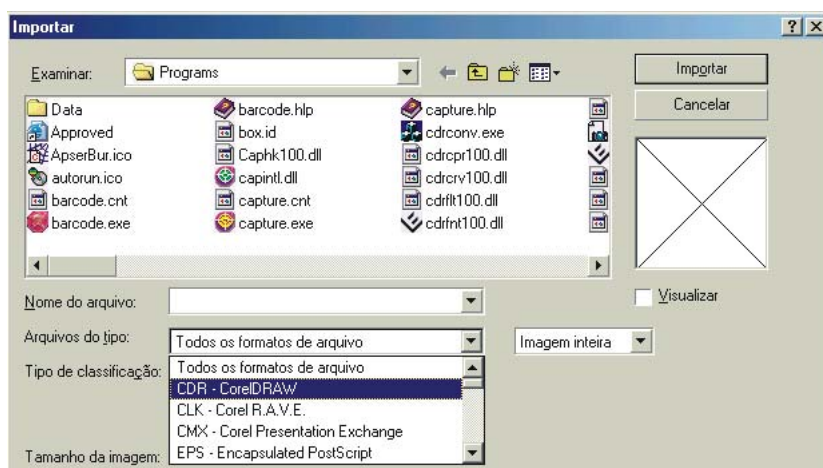 Importar
Examinar: Programs
Importar
Cancelar
Data
Approved
ApserBur.ico
autorun.ico
barcode.cnt
barcode.exe
barcode.hlp
box.id
Caphk100.dll
capintl.dll
capture.cnt
capture.exe
capture.hlp
cdrconv.exe
cdrcpr100.dll
cdrcrv100.dll
cdrflt100.dll
cdrfnt100.dll
Nome do arquivo:
Visualizar
Arquivos do tipo: Todos os formatos de arquivo Imagem inteira
Tipo de classificação: Todos os formatos de arquivo
CDR - CorelDRAW
CLK - Corel R.A.V.E.
CMX - Corel Presentation Exchange
Tamanho da imagem: EPS - Encapsulated PostScript